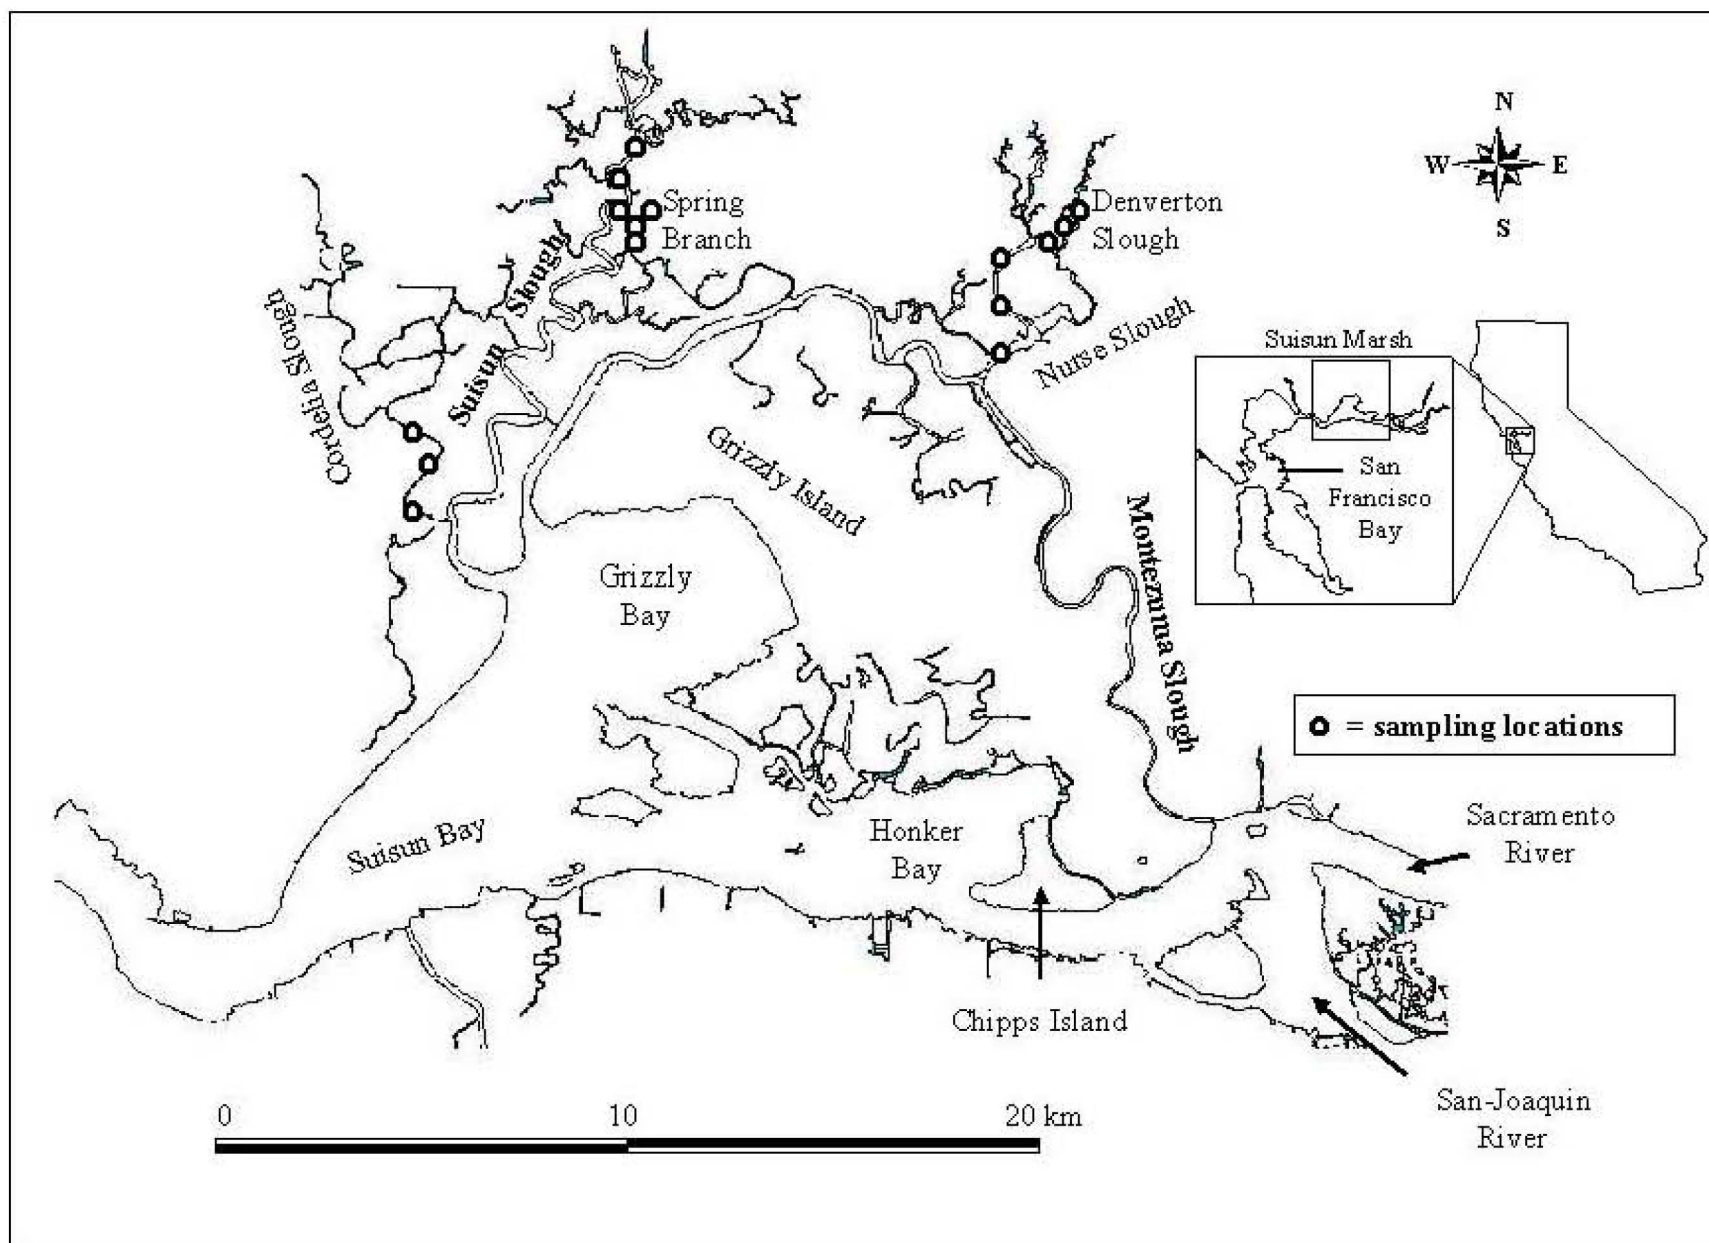 N
W E
S
Spring
Branch
Denverton
Slough
Suisun Slough
Cordelia Slough
Nurse Slough
Suisun Marsh
San
Francisco
Bay
Grizzly Island
Grizzly
Bay
Montezuma Slough
= sampling locations
Suisun Bay
Honker
Bay
Sacramento
River
Chipps Island
San-Joaquin
River
0 10 20 km